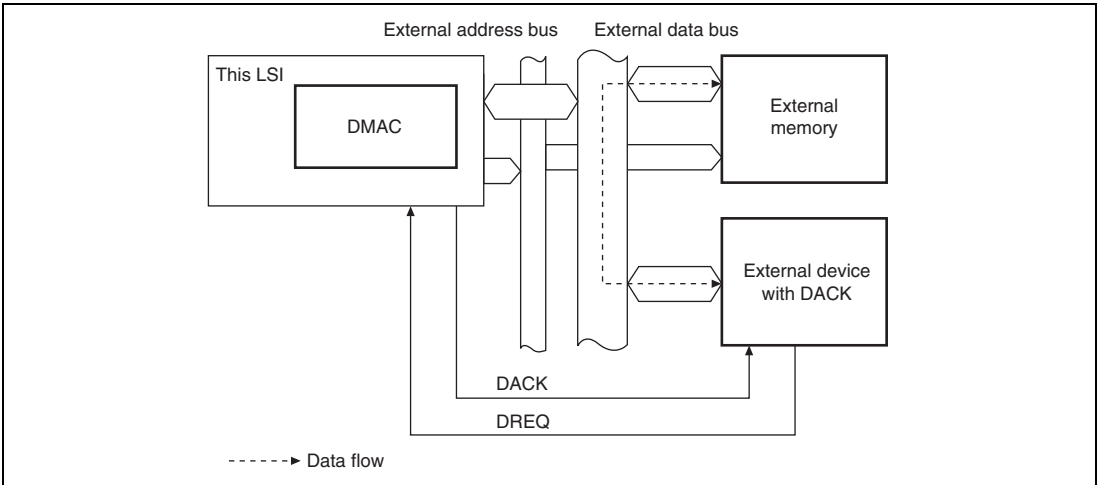 External address bus
External data bus
This LSI
DMAC
External
memory
External device
with DACK
DACK
DREQ
Data flow